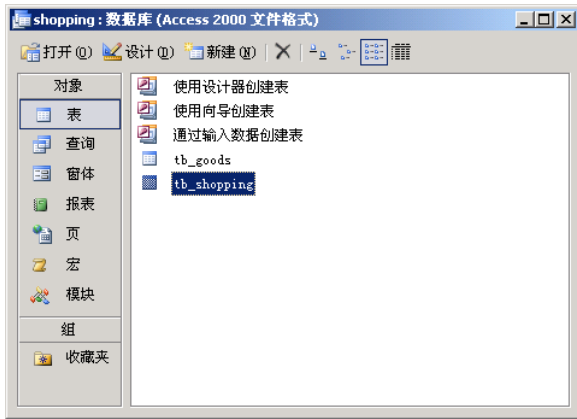 shopping : 数据库 (Access 2000 文件格式)
打开(O) 设计(D) 新建(N)
对象
表
查询
窗体
报表
页
宏
模块
组
收藏夹
使用设计器创建表
使用向导创建表
通过输入数据创建表
tb_goods
tb_shopping